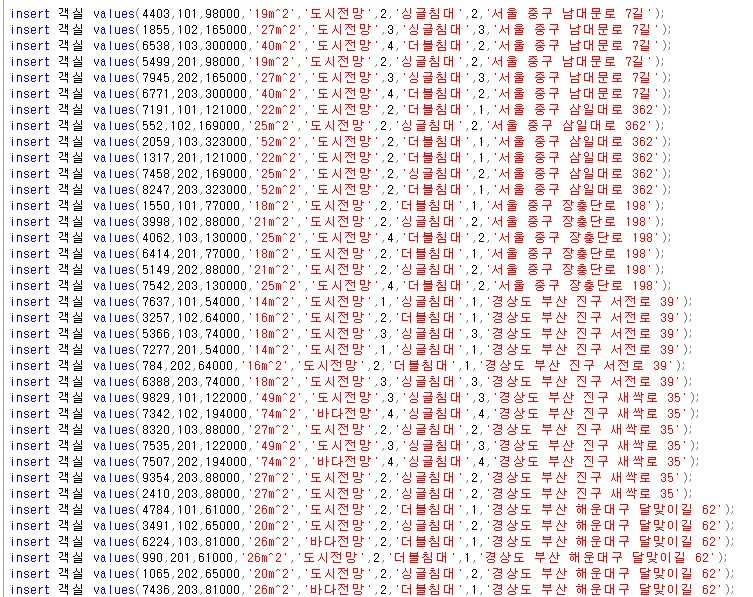 insert 객실 values(4403,101,98000,'19m^2','도시전망',2,'싱글침대',2,'서울 중구 남대문로 7길');
insert 객실 values(1855,102,165000,'27m^2','도시전망',3,'싱글침대',3,'서울 중구 남대문로 7길');
insert 객실 values(6538,103,300000,'40m^2','도시전망',4,'더블침대',2,'서울 중구 남대문로 7길');
insert 객실 values(5499,201,98000,'19m^2','도시전망',2,'싱글침대',2,'서울 중구 남대문로 7길');
insert 객실 values(7945,202,165000,'27m^2','도시전망',3,'싱글침대',3,'서울 중구 남대문로 7길');
insert 객실 values(6771,203,300000,'40m^2','도시전망',4,'더블침대',2,'서울 중구 남대문로 7길');
insert 객실 values(7191,101,121000,'22m^2','도시전망',2,'더블침대',1,'서울 중구 삼일대로 362');
insert 객실 values(552,102,169000,'25m^2','도시전망',2,'싱글침대',2,'서울 중구 삼일대로 362');
insert 객실 values(2059,103,323000,'52m^2','도시전망',2,'더블침대',1,'서울 중구 삼일대로 362');
insert 객실 values(1317,201,121000,'22m^2','도시전망',2,'더블침대',1,'서울 중구 삼일대로 362');
insert 객실 values(7458,202,169000,'25m^2','도시전망',2,'싱글침대',2,'서울 중구 삼일대로 362');
insert 객실 values(8247,203,323000,'52m^2','도시전망',2,'더블침대',1,'서울 중구 삼일대로 362');
insert 객실 values(1550,101,77000,'18m^2','도시전망',2,'더블침대',1,'서울 중구 장충단로 198');
insert 객실 values(3998,102,88000,'21m^2','도시전망',2,'싱글침대',2,'서울 중구 장충단로 198');
insert 객실 values(4062,103,130000,'25m^2','도시전망',4,'더블침대',2,'서울 중구 장충단로 198');
insert 객실 values(6414,201,77000,'18m^2','도시전망',2,'더블침대',1,'서울 중구 장충단로 198');
insert 객실 values(5149,202,88000,'21m^2','도시전망',2,'싱글침대',2,'서울 중구 장충단로 198');
insert 객실 values(7542,203,130000,'25m^2','도시전망',4,'더블침대',2,'서울 중구 장충단로 198');
insert 객실 values(7637,101,54000,'14m^2','도시전망',1,'싱글침대',1,'경상도 부산 진구 서전로 39');
insert 객실 values(3257,102,64000,'16m^2','도시전망',2,'더블침대',1,'경상도 부산 진구 서전로 39');
insert 객실 values(5366,103,74000,'18m^2','도시전망',3,'싱글침대',3,'경상도 부산 진구 서전로 39');
insert 객실 values(7277,201,54000,'14m^2','도시전망',1,'싱글침대',1,'경상도 부산 진구 서전로 39');
insert 객실 values(784,202,64000,'16m^2','도시전망',2,'더블침대',1,'경상도 부산 진구 서전로 39');
insert 객실 values(6388,203,74000,'18m^2','도시전망',3,'싱글침대',3,'경상도 부산 진구 서전로 39');
insert 객실 values(9829,101,122000,'49m^2','도시전망',3,'싱글침대',3,'경상도 부산 진구 새싹로 35');
insert 객실 values(7342,102,194000,'74m^2','바다전망',4,'싱글침대',4,'경상도 부산 진구 새싹로 35');
insert 객실 values(8320,103,88000,'27m^2','도시전망',2,'싱글침대',2,'경상도 부산 진구 새싹로 35');
insert 객실 values(7535,201,122000,'49m^2','도시전망',3,'싱글침대',3,'경상도 부산 진구 새싹로 35');
insert 객실 values(7507,202,194000,'74m^2','바다전망',4,'싱글침대',4,'경상도 부산 진구 새싹로 35');
insert 객실 values(9354,203,88000,'27m^2','도시전망',2,'싱글침대',2,'경상도 부산 진구 새싹로 35');
insert 객실 values(2410,203,88000,'27m^2','도시전망',2,'싱글침대',2,'경상도 부산 진구 새싹로 35');
insert 객실 values(4784,101,61000,'26m^2','도시전망',2,'더블침대',1,'경상도 부산 해운대구 달맞이길 62');
insert 객실 values(3491,102,65000,'20m^2','도시전망',2,'싱글침대',2,'경상도 부산 해운대구 달맞이길 62');
insert 객실 values(6224,103,81000,'26m^2','바다전망',2,'더블침대',1,'경상도 부산 해운대구 달맞이길 62');
insert 객실 values(990,201,61000,'26m^2','도시전망',2,'더블침대',1,'경상도 부산 해운대구 달맞이길 62');
insert 객실 values(1065,202,65000,'20m^2','도시전망',2,'싱글침대',2,'경상도 부산 해운대구 달맞이길 62');
insert 객실 values(7436,203,81000,'26m^2','바다전망',2,'더블침대',1,'경상도 부산 해운대구 달맞이길 62');